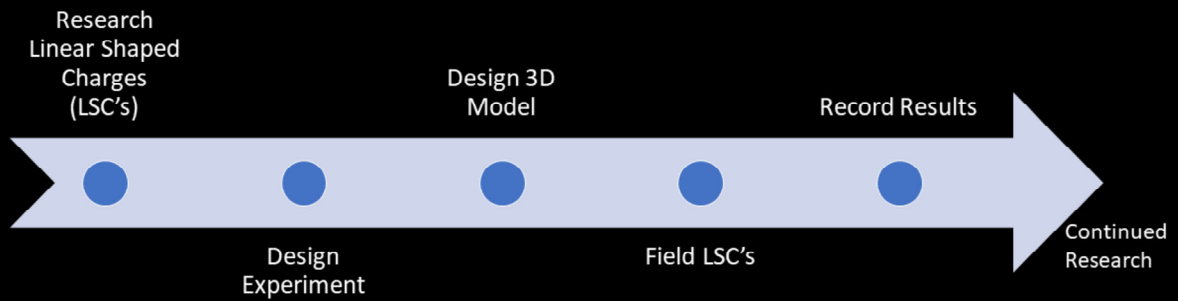 Research
Linear Shaped
Charges
(LSC's)
Design
Experiment
Design 3D
Model
Field LSC's
Record Results
Continued
Research